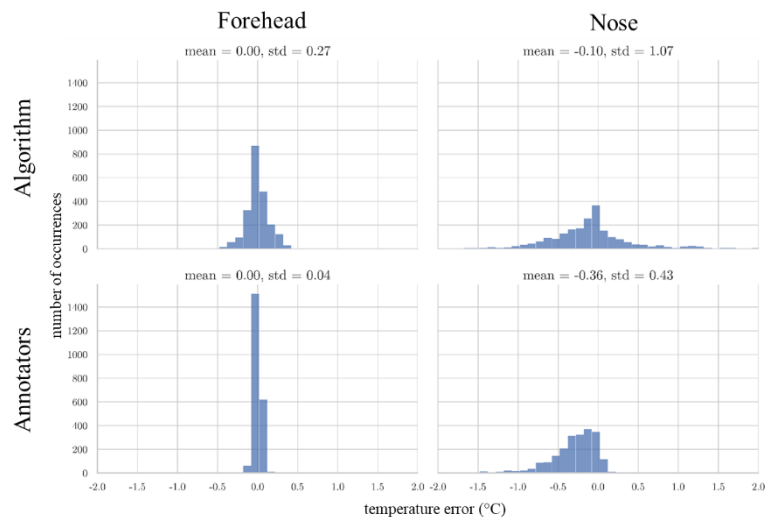 Forehead
Nose
mean = 0.00, std = 0.27
mean = -0.10, std = 1.07
Algorithm
1400
1200
1000
800
600
400
200
0
number of occurrences
mean = 0.00, std = 0.04
mean = -0.36, std = 0.43
Annotators
1400
1200
1000
800
600
400
200
0
-2.0 -1.5 -1.0 -0.5 0.0 0.5 1.0 1.5 2.0 -2.0 -1.5 -1.0 -0.5 0.0 0.5 1.0 1.5 2.0
temperature error (°C)